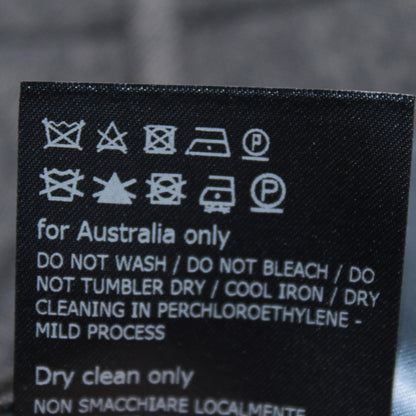 P
P
for Australia only
DO NOT WASH / DO NOT BLEACH / DO
NOT TUMBLER DRY / COOL IRON / DRY
CLEANING IN PERCHLOROETHYLENE -
MILD PROCESS
Dry clean only
NON SMACCHIARE LOCALMENTE